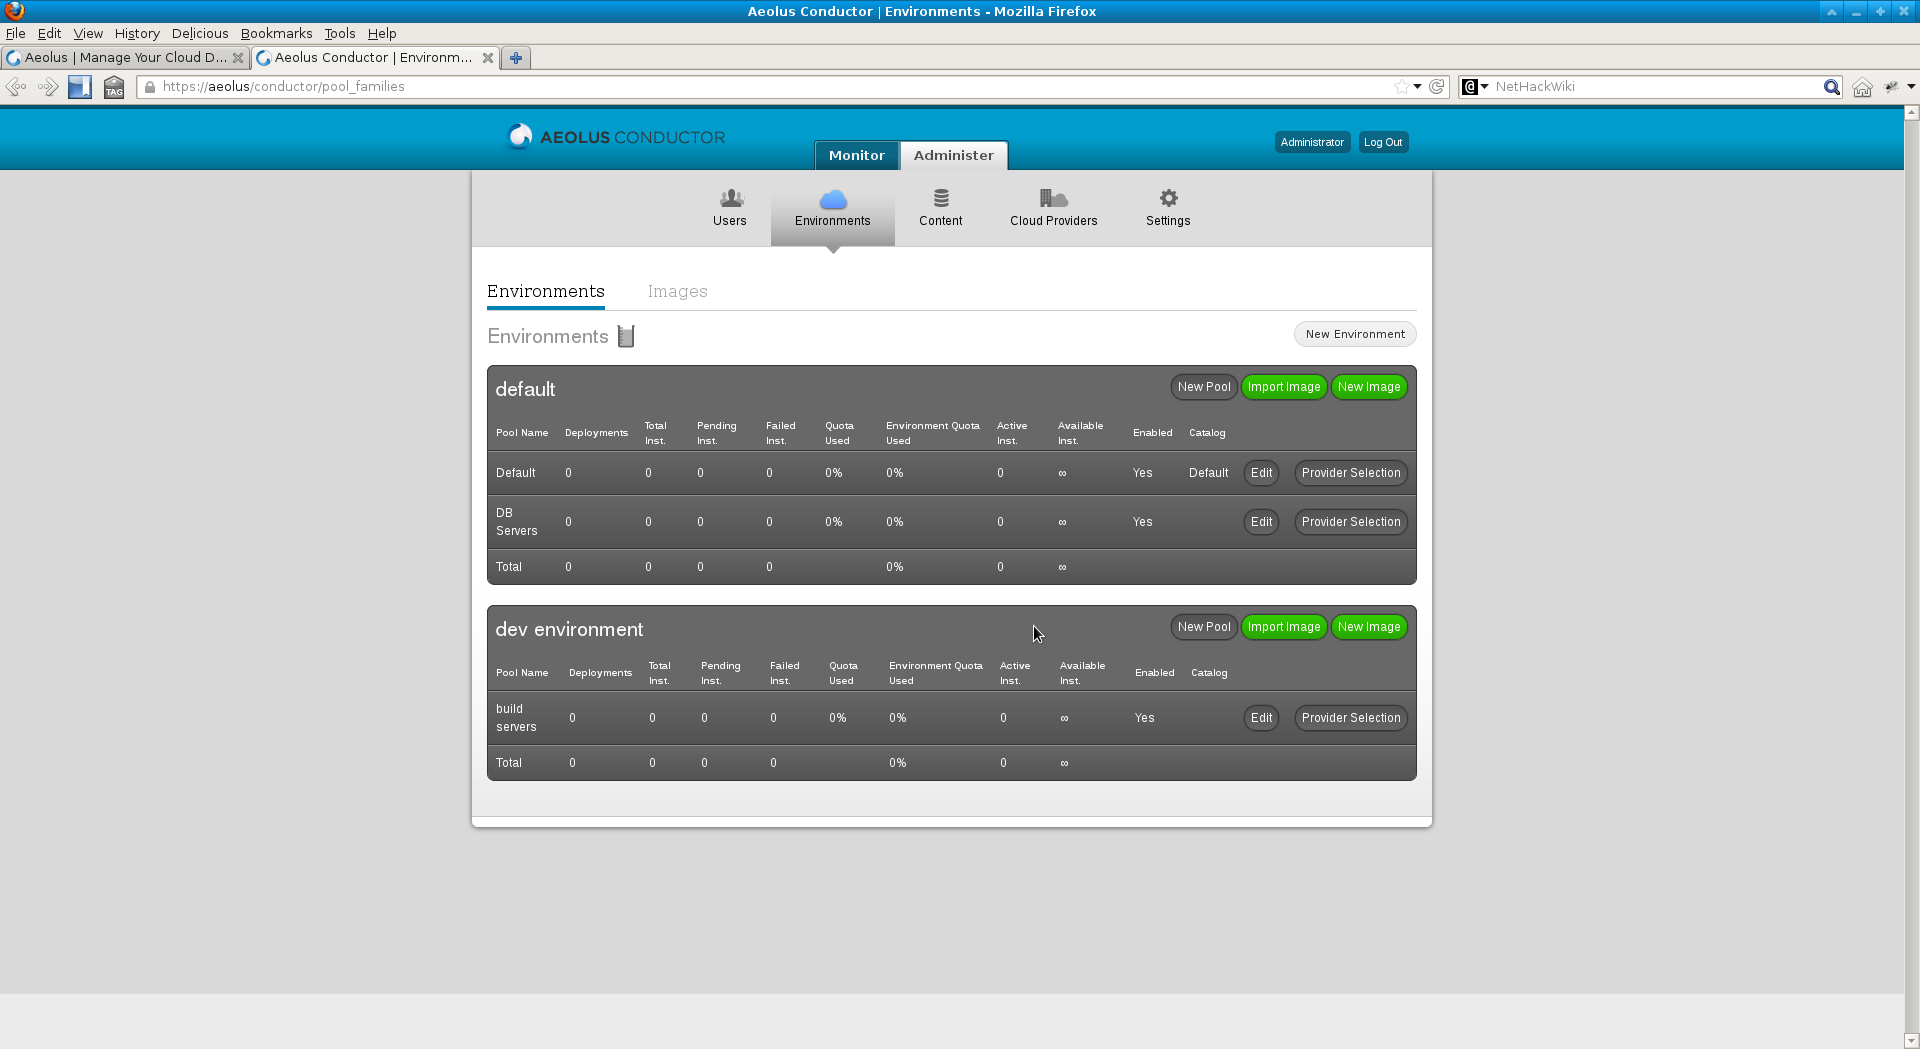 Aeolus Conductor | Environments - Mozilla Firefox
File Edit View History Delicious Bookmarks Tools Help
Aeolus | Manage Your Cloud D... Aeolus Conductor | Environm...
TAG https://aeolus/conductor/pool_families @ NetHackWiki
AEOLUS CONDUCTOR
Monitor Administer
Administrator Log Out
Users Environments Content Cloud Providers Settings
Environments Images
Environments New Environment
default New Pool Import Image New Image
Pool Name Deployments Total Inst. Pending Inst. Failed Inst. Quota Used Environment Quota Used Active Inst. Available Inst. Enabled Catalog
Default 0 0 0 0 0% 0% 0 ∞ Yes Default Edit Provider Selection
DB Servers 0 0 0 0 0% 0% 0 ∞ Yes Edit Provider Selection
Total 0 0 0 0 0% 0 ∞
dev environment New Pool Import Image New Image
Pool Name Deployments Total Inst. Pending Inst. Failed Inst. Quota Used Environment Quota Used Active Inst. Available Inst. Enabled Catalog
build servers 0 0 0 0 0% 0% 0 ∞ Yes Edit Provider Selection
Total 0 0 0 0 0% 0 ∞